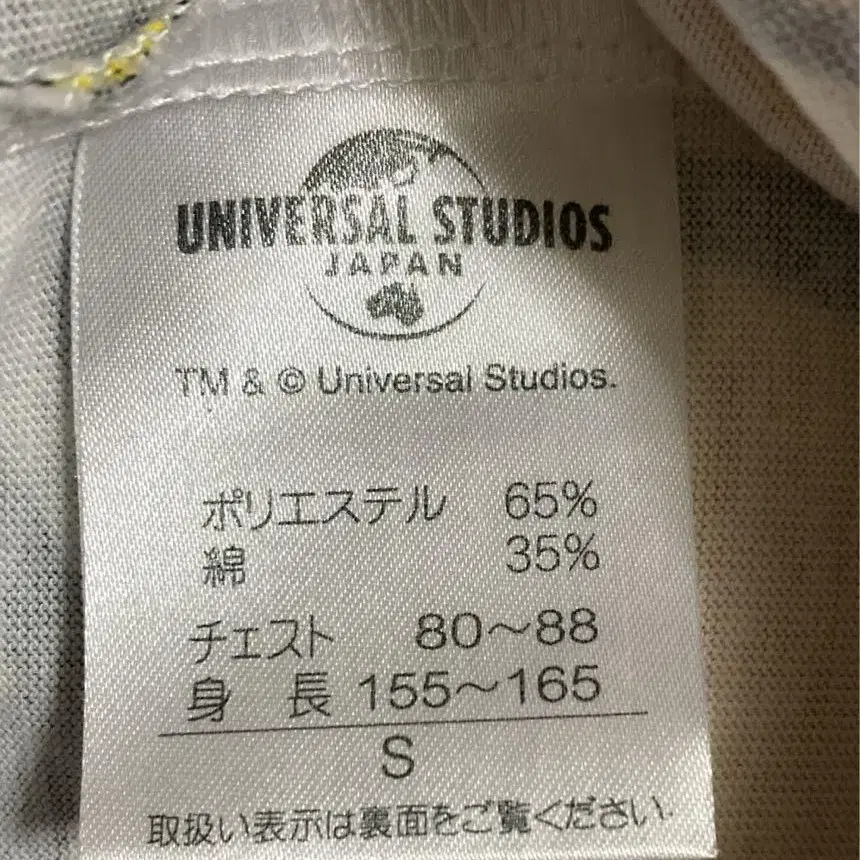 UNIVERSAL STUDIOS
JAPAN
TM & © Universal Studios.
ポリエステル 65%
綿 35%
チェスト 80〜88
身 長 155〜165
S
取扱い表示は裏面をご覧ください.